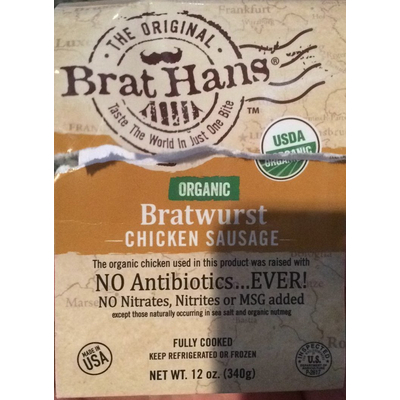 Frankfurt
THE ORIGINAL
Brat Hans®
Taste The World In Just One Bite
™
USDA
ORGANIC
ORGANIC
Bratwurst
CHICKEN SAUSAGE
The organic chicken used in this product was raised with
NO Antibiotics...EVER!
NO Nitrates, Nitrites or MSG added
except those naturally occurring in sea salt and organic nutmeg
FULLY COOKED
KEEP REFRIGERATED OR FROZEN
NET WT. 12 oz. (340g)
MADE IN
USA
INSPECTED
U.S.